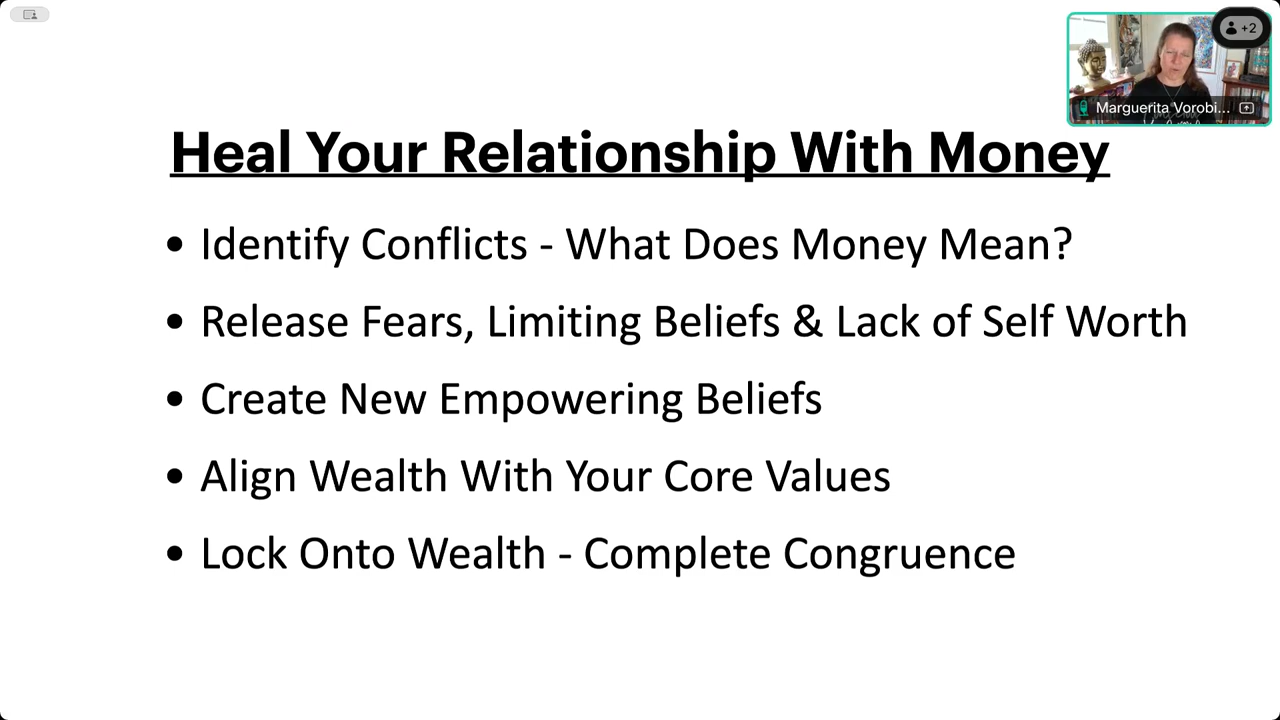 +2
Marguerita Vorobi...
Heal Your Relationship With Money
• Identify Conflicts - What Does Money Mean?
• Release Fears, Limiting Beliefs & Lack of Self Worth
• Create New Empowering Beliefs
• Align Wealth With Your Core Values
• Lock Onto Wealth - Complete Congruence